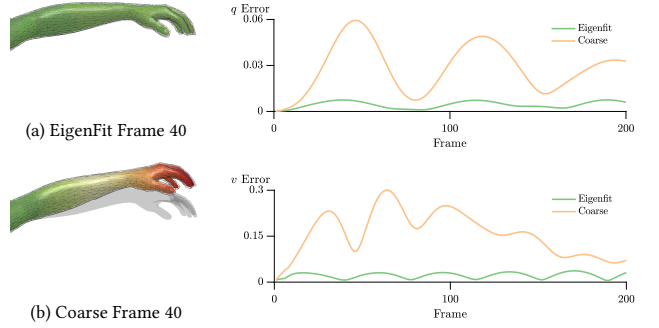 q Error
0.06
0.03
0
0
100
200
Frame
Eigenfit
Coarse
(a) EigenFit Frame 40
v Error
0.3
0.15
0
0
100
200
Frame
Eigenfit
Coarse
(b) Coarse Frame 40